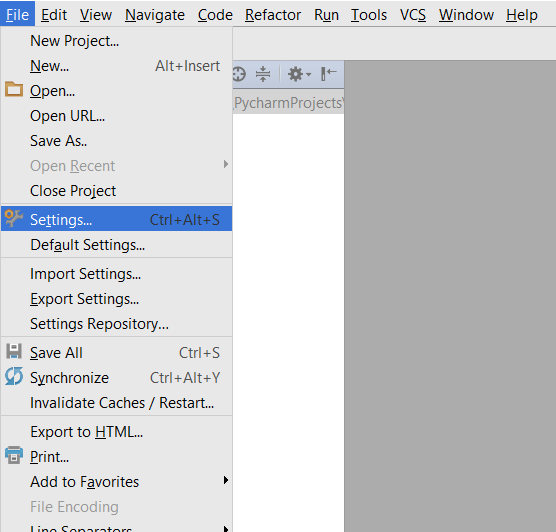 File Edit View Navigate Code Refactor Run Tools VCS Window Help
New Project...
New... Alt+Insert
Open...
Open URL...
Save As..
Open Recent
Close Project
Settings... Ctrl+Alt+S
Default Settings...
Import Settings...
Export Settings...
Settings Repository...
Save All Ctrl+S
Synchronize Ctrl+Alt+Y
Invalidate Caches / Restart...
Export to HTML...
Print...
Add to Favorites
File Encoding
Line Separators
PycharmProjects\